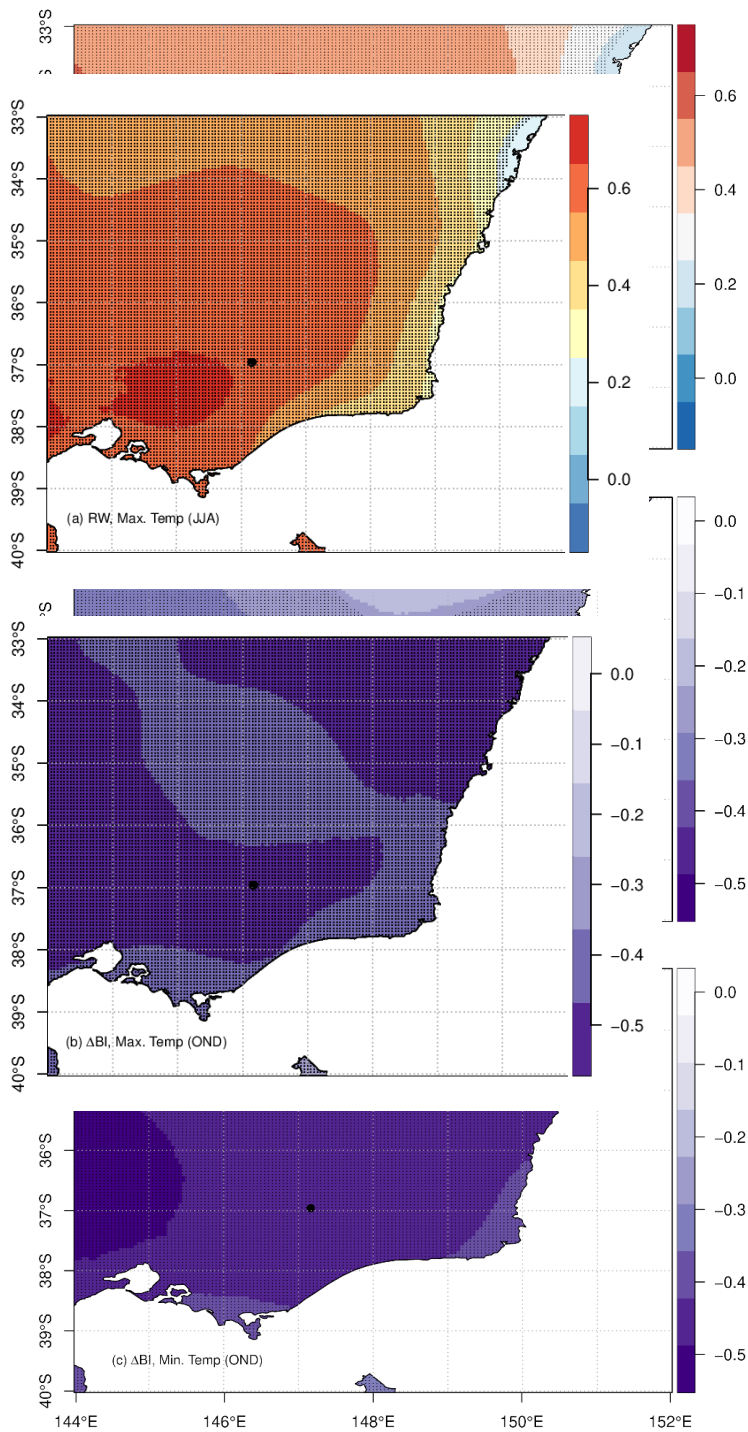 33°S
°S
0.6
0.4
0.2
0.0
33°S
34°S
35°S
36°S
37°S
38°S
39°S
40°S
0.6
0.4
0.2
0.0
(a) RW, Max. Temp (JJA)
°S
0.0
−0.1
−0.2
−0.3
−0.4
−0.5
33°S
34°S
35°S
36°S
37°S
38°S
39°S
40°S
0.0
−0.1
−0.2
−0.3
−0.4
−0.5
(b) ΔBI, Max. Temp (OND)
0.0
−0.1
−0.2
−0.3
−0.4
−0.5
36°S
37°S
38°S
39°S
40°S
(c) ΔBI, Min. Temp (OND)
144°E 146°E 148°E 150°E 152°E